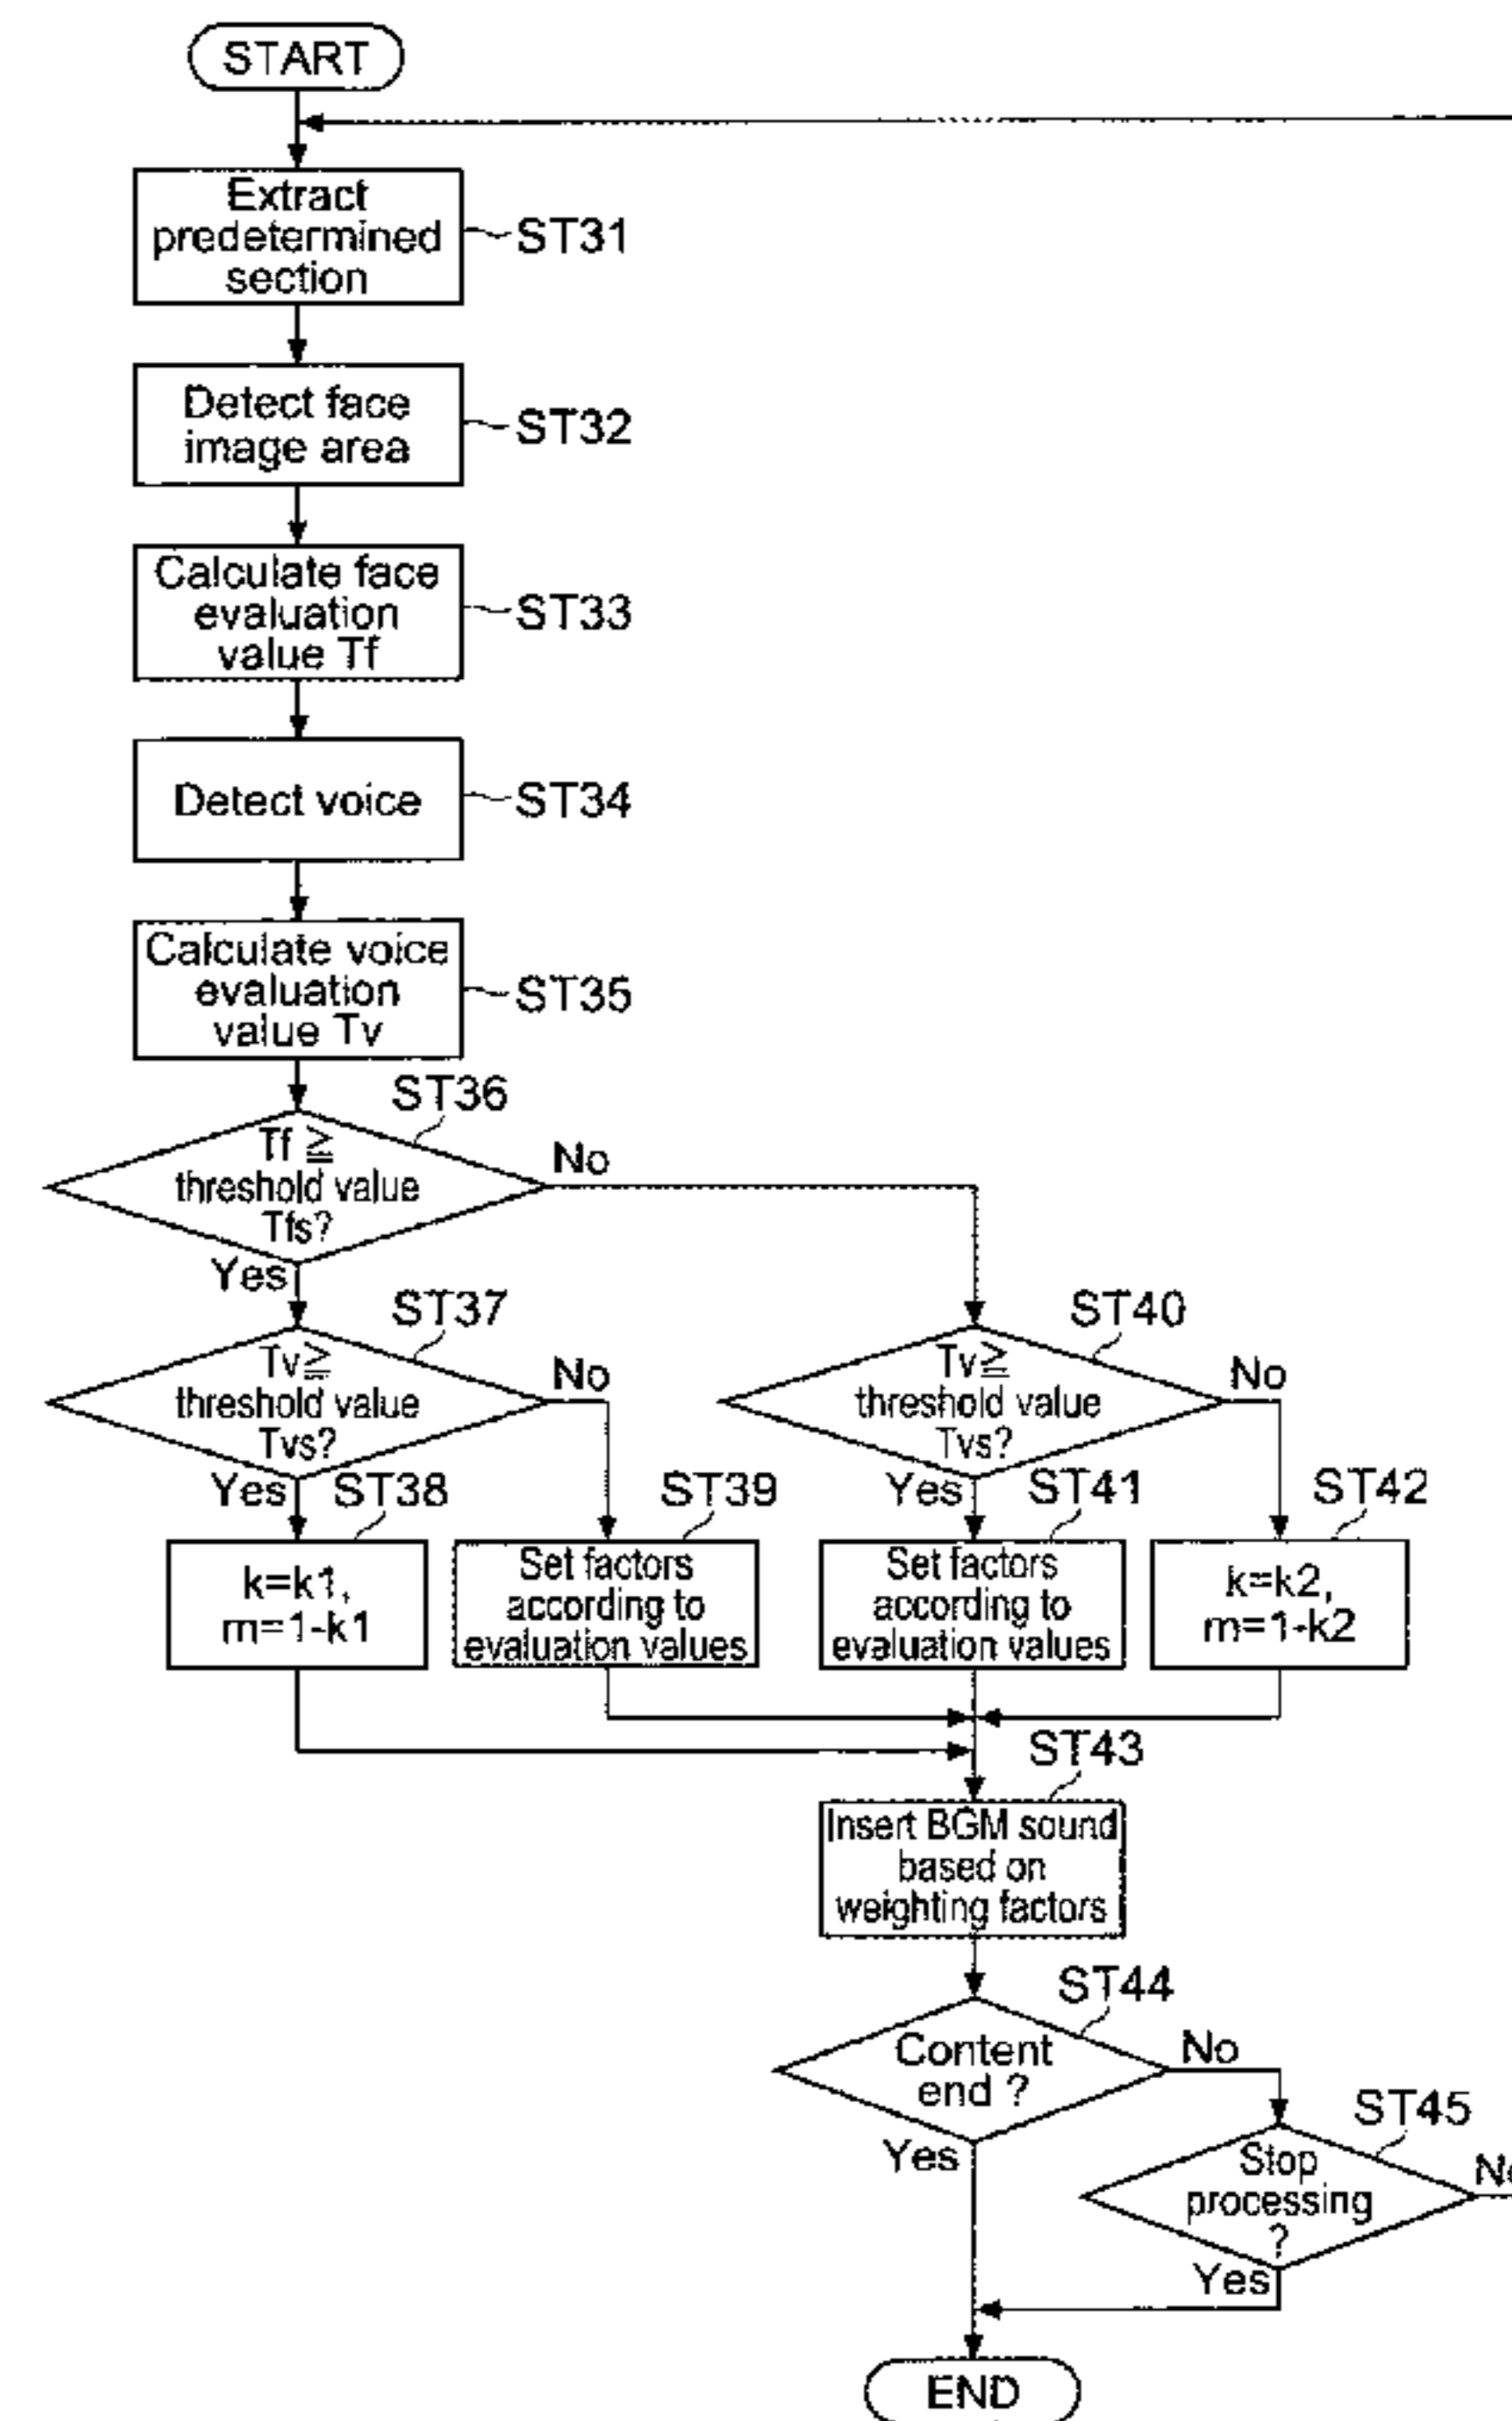 START
Extract
predetermined
section
ST31
Detect face
image area
ST32
Calculate face
evaluation
value Tf
ST33
Detect voice
ST34
Calculate voice
evaluation
value Tv
ST35
ST36
Tf ≧
threshold value
Tfs?
No
Yes
ST37
Tv≧
threshold value
Tvs?
No
Yes
ST40
Tv≧
threshold value
Tvs?
No
Yes
ST38
k=k1,
m=1-k1
ST39
Set factors
according to
evaluation values
ST41
Set factors
according to
evaluation values
ST42
k=k2,
m=1-k2
ST43
Insert BGM sound
based on
weighting factors
ST44
Content
end ?
No
Yes
ST45
Stop
processing
?
Yes
END